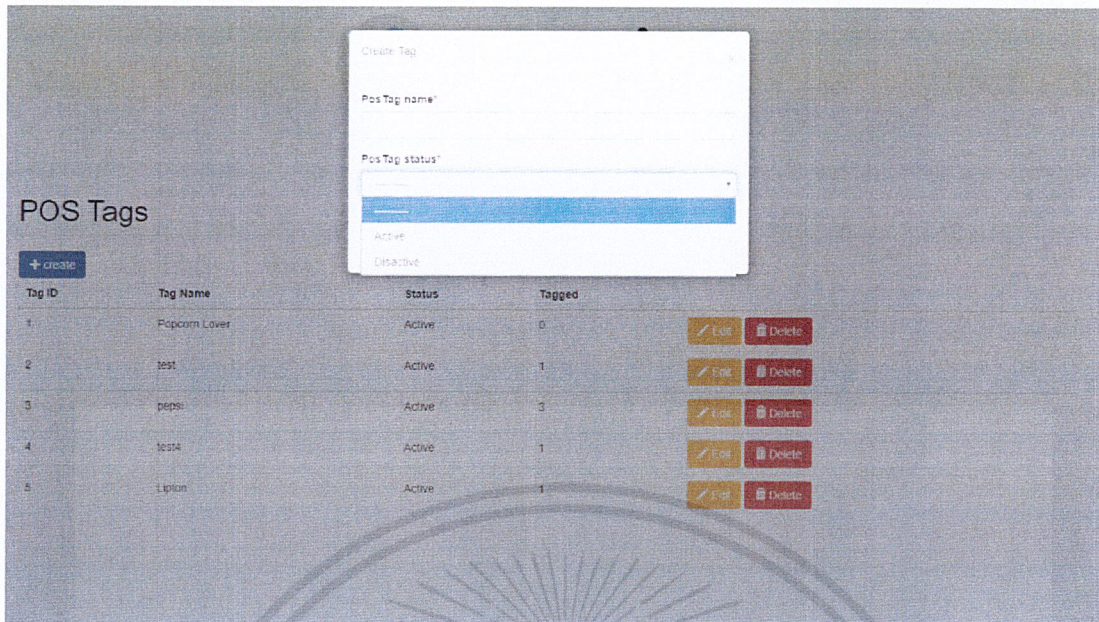 Create Tag
×
Pos Tag name*
Pos Tag status*
---------
---------
Active
Disactive
POS Tags
+ create
Tag ID Tag Name Status Tagged
1 Popcorn Lover Active 0 Edit Delete
2 test Active 1 Edit Delete
3 pepsi Active 3 Edit Delete
4 test4 Active 1 Edit Delete
5 Lipton Active 1 Edit Delete